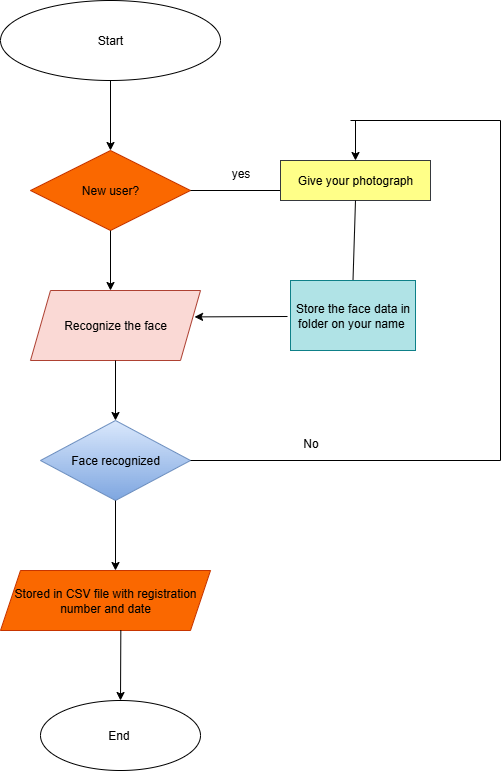 Start
New user?
yes
Give your photograph
Store the face data in
folder on your name
Recognize the face
No
Face recognized
Stored in CSV file with registration
number and date
End